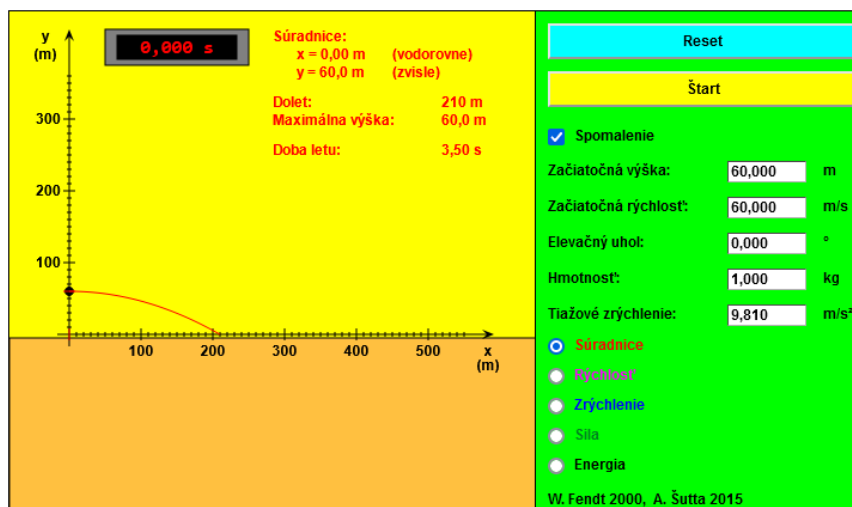 y
(m)
0,000 s
Súradnice:
x = 0,00 m (vodorovne)
y = 60,0 m (zvisle)
Dolet: 210 m
Maximálna výška: 60,0 m
Doba letu: 3,50 s
300
200
100
100 200 300 400 500 x
(m)
Reset
Štart
Spomalenie
Začiatočná výška: 60,000 m
Začiatočná rýchlosť: 60,000 m/s
Elevačný uhol: 0,000 °
Hmotnosť: 1,000 kg
Tiažové zrýchlenie: 9,810 m/s²
Súradnice
Rýchlosť
Zrýchlenie
Sila
Energia
W. Fendt 2000, A. Šutta 2015